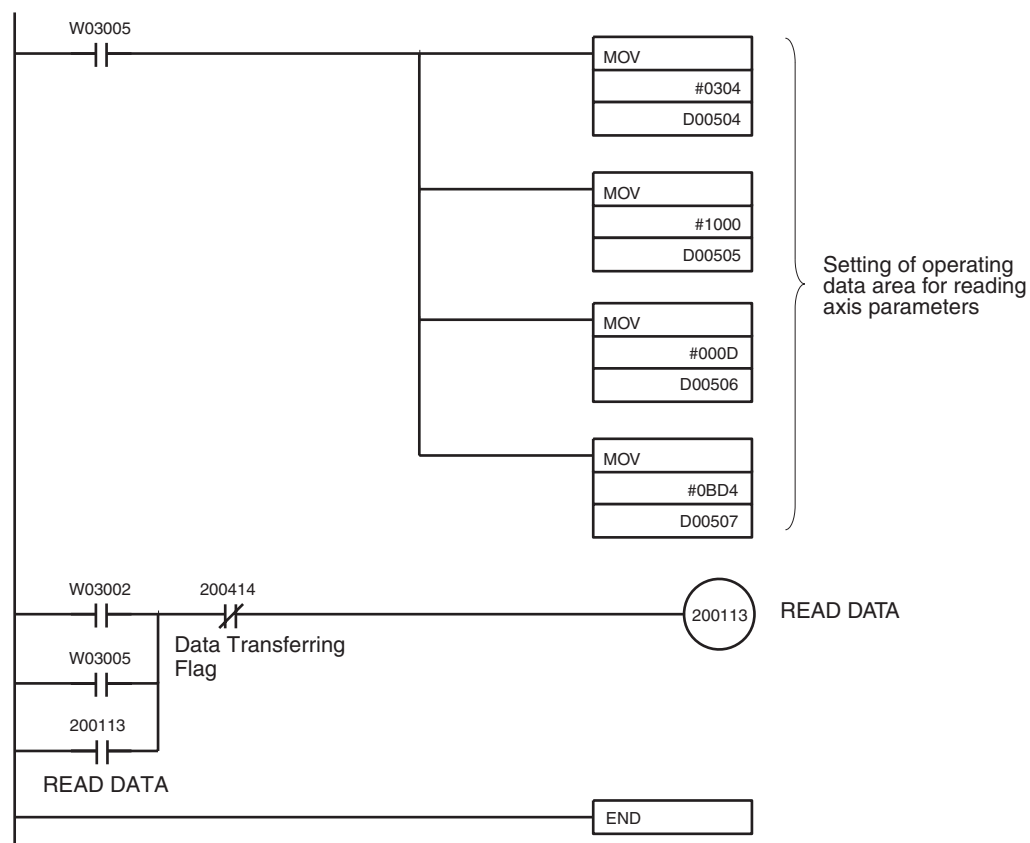 W03005
MOV
#0304
D00504
MOV
#1000
D00505
Setting of operating
data area for reading
axis parameters
MOV
#000D
D00506
MOV
#0BD4
D00507
W03002
200414
200113
READ DATA
Data Transferring
Flag
W03005
200113
READ DATA
END